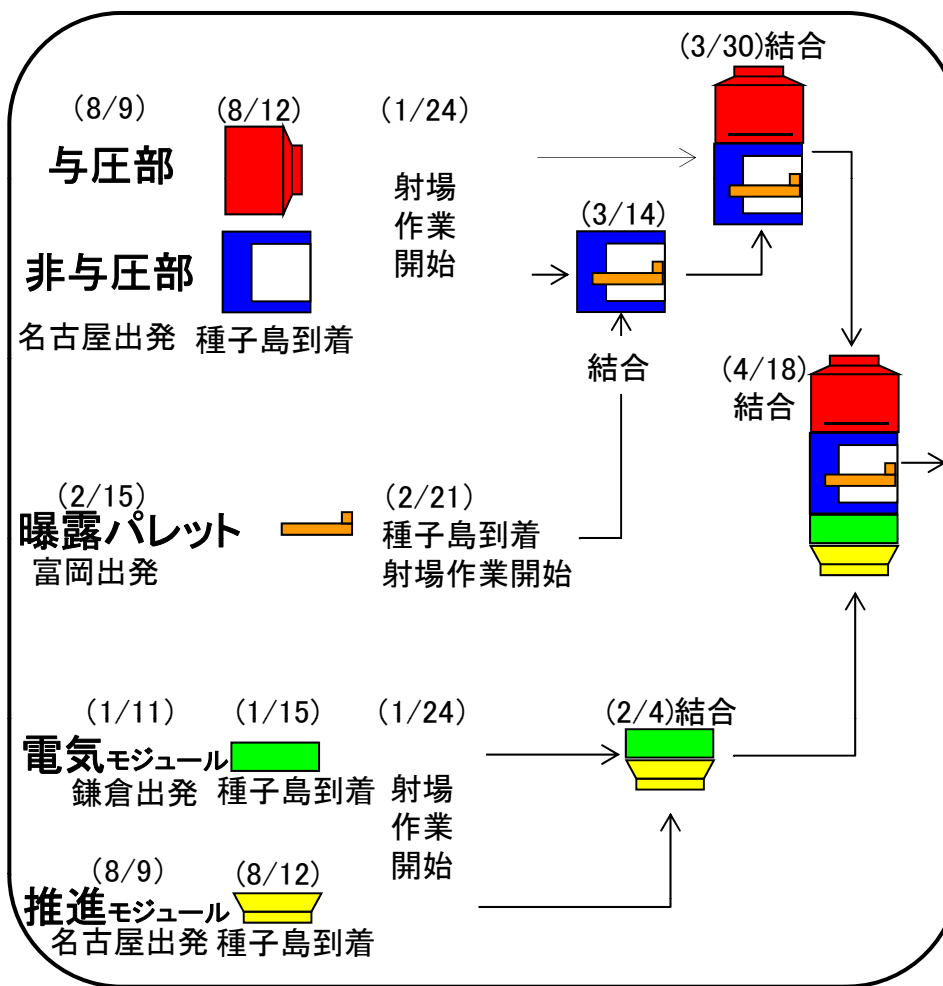 (3/30)結合
(8/9)
(8/12)
(1/24)
与圧部
射場
作業
開始
(3/14)
非与圧部
名古屋出発
種子島到着
結合
(4/18)
結合
(2/15)
曝露パレット
富岡出発
(2/21)
種子島到着
射場作業開始
(1/11)
(1/15)
(1/24)
(2/4)結合
電気モジュール
鎌倉出発
種子島到着
射場
作業
開始
(8/9)
(8/12)
推進モジュール
名古屋出発
種子島到着